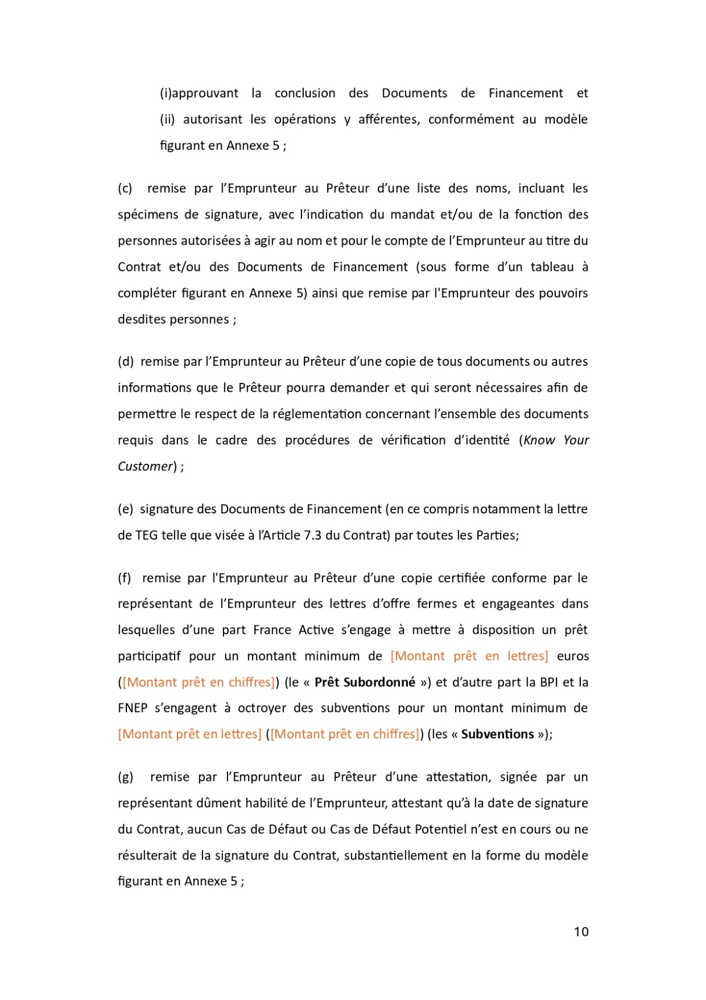 (i)approuvant la conclusion des Documents de Financement et
(ii) autorisant les opérations y afférentes, conformément au modèle
figurant en Annexe 5 ;
(c) remise par l’Emprunteur au Prêteur d’une liste des noms, incluant les
spécimens de signature, avec l’indication du mandat et/ou de la fonction des
personnes autorisées à agir au nom et pour le compte de l’Emprunteur au titre du
Contrat et/ou des Documents de Financement (sous forme d’un tableau à
compléter figurant en Annexe 5) ainsi que remise par l'Emprunteur des pouvoirs
desdites personnes ;
(d) remise par l’Emprunteur au Prêteur d’une copie de tous documents ou autres
informations que le Prêteur pourra demander et qui seront nécessaires afin de
permettre le respect de la réglementation concernant l’ensemble des documents
requis dans le cadre des procédures de vérification d’identité (Know Your
Customer) ;
(e) signature des Documents de Financement (en ce compris notamment la lettre
de TEG telle que visée à l’Article 7.3 du Contrat) par toutes les Parties;
(f) remise par l'Emprunteur au Prêteur d’une copie certifiée conforme par le
représentant de l’Emprunteur des lettres d’offre fermes et engageantes dans
lesquelles d’une part France Active s’engage à mettre à disposition un prêt
participatif pour un montant minimum de [Montant prêt en lettres] euros
([Montant prêt en chiffres]) (le « Prêt Subordonné ») et d’autre part la BPI et la
FNEP s’engagent à octroyer des subventions pour un montant minimum de
[Montant prêt en lettres] ([Montant prêt en chiffres]) (les « Subventions »);
(g) remise par l’Emprunteur au Prêteur d’une attestation, signée par un
représentant dûment habilité de l’Emprunteur, attestant qu’à la date de signature
du Contrat, aucun Cas de Défaut ou Cas de Défaut Potentiel n’est en cours ou ne
résulterait de la signature du Contrat, substantiellement en la forme du modèle
figurant en Annexe 5 ;
10